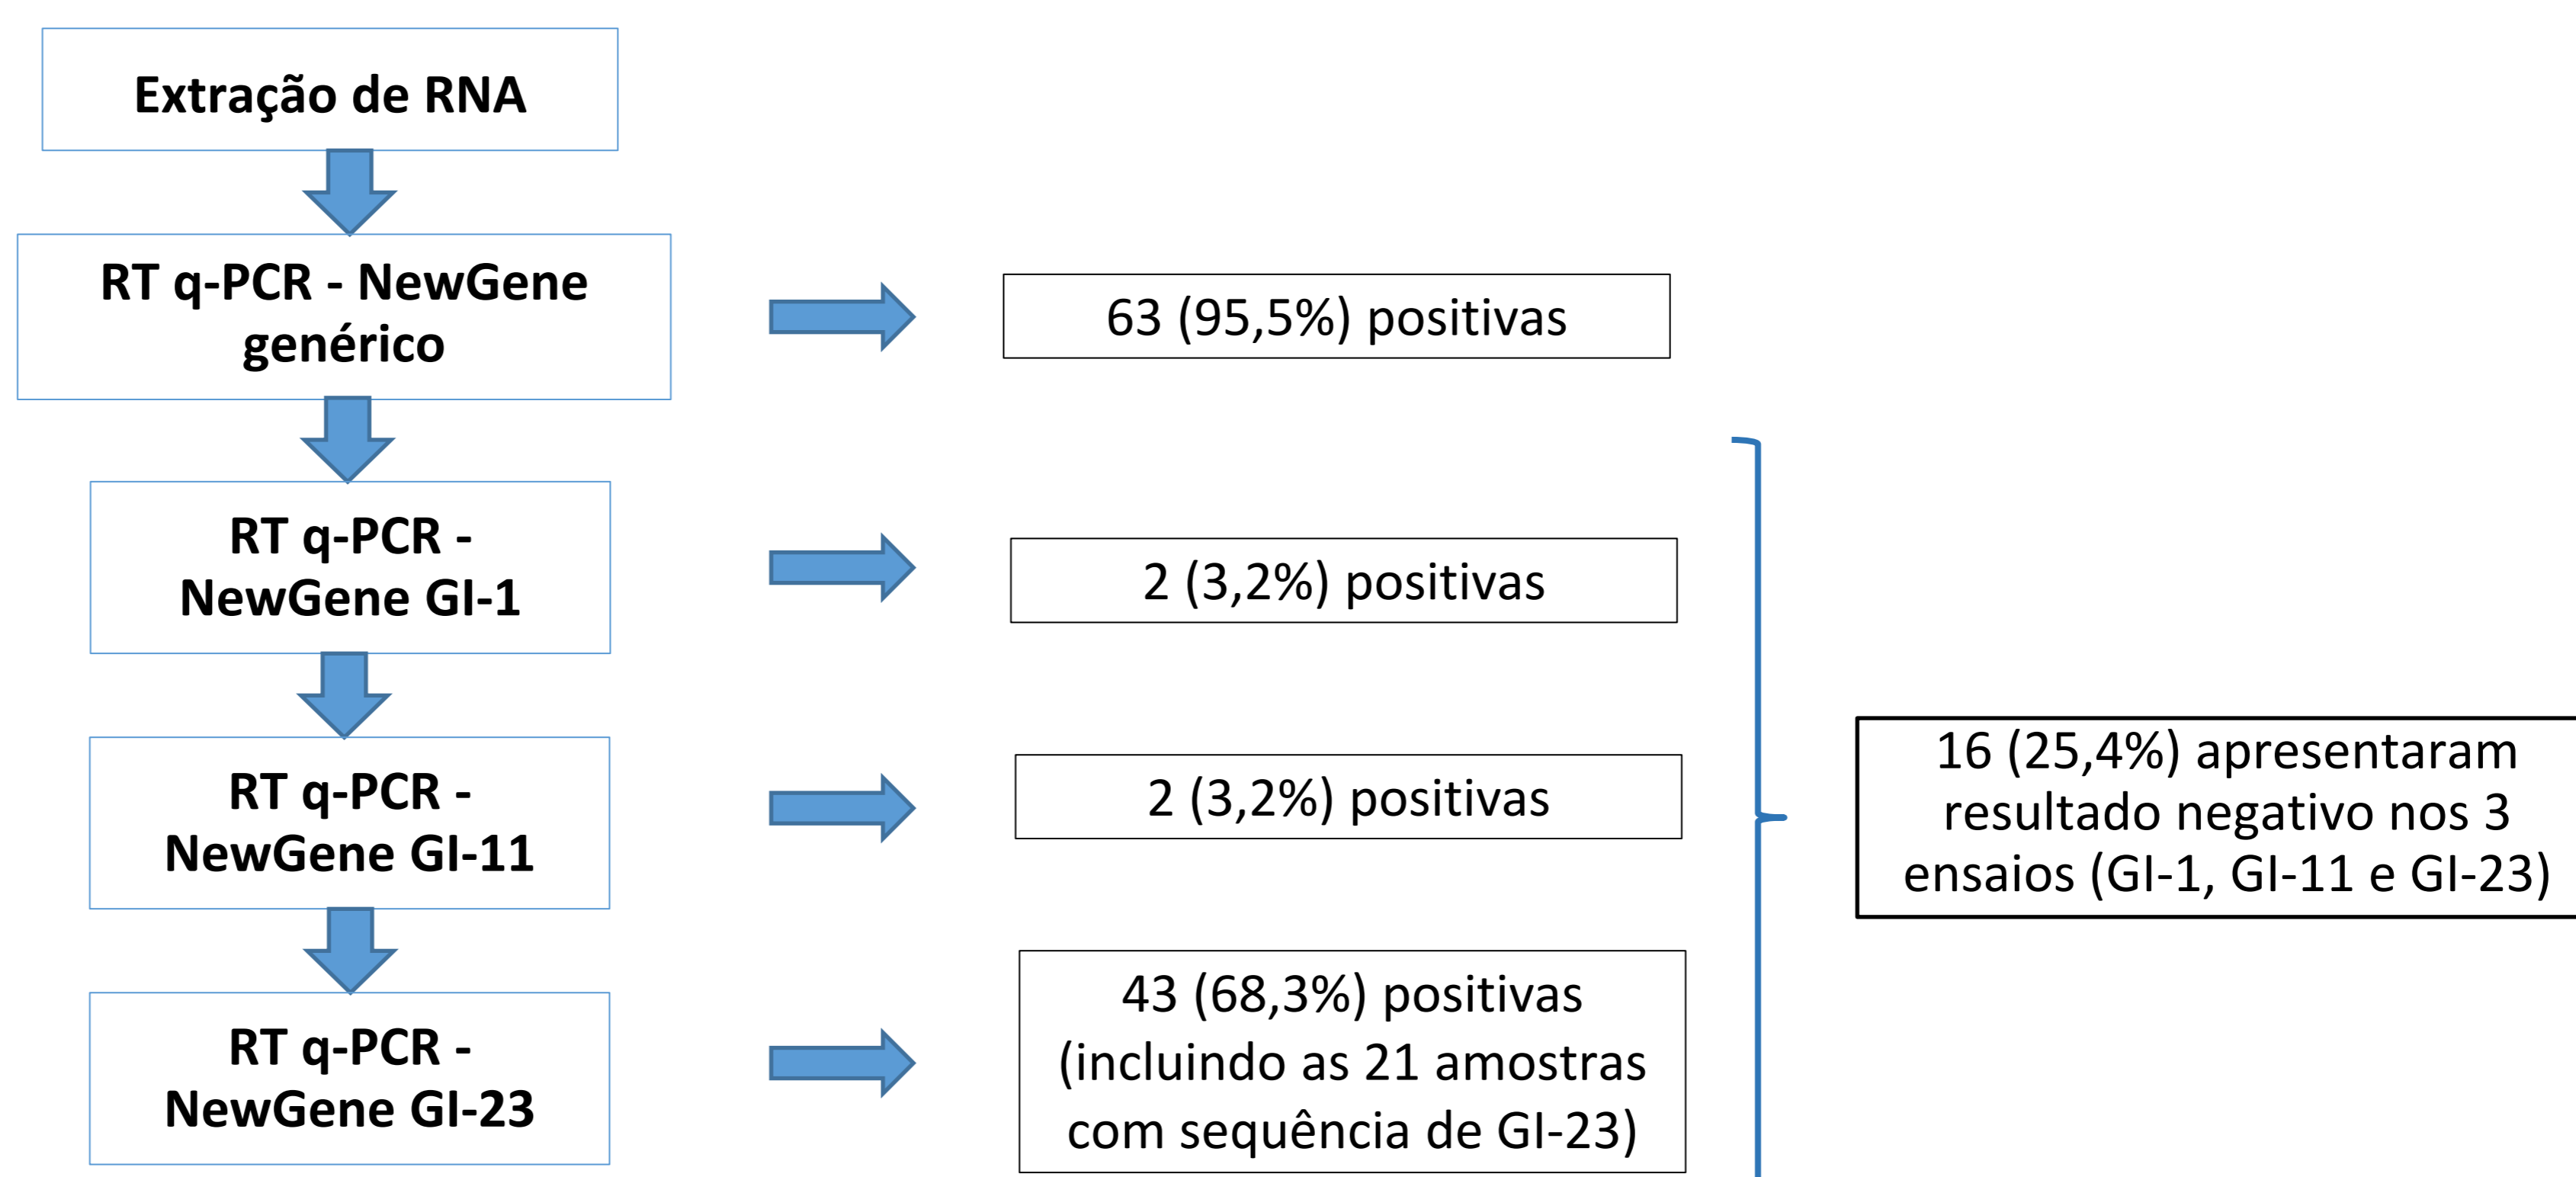 Extração de RNA
RT q-PCR - NewGene
genérico
63 (95,5%) positivas
RT q-PCR -
NewGene GI-1
2 (3,2%) positivas
RT q-PCR -
NewGene GI-11
2 (3,2%) positivas
16 (25,4%) apresentaram
resultado negativo nos 3
ensaios (GI-1, GI-11 e GI-23)
RT q-PCR -
NewGene GI-23
43 (68,3%) positivas
(incluindo as 21 amostras
com sequência de GI-23)